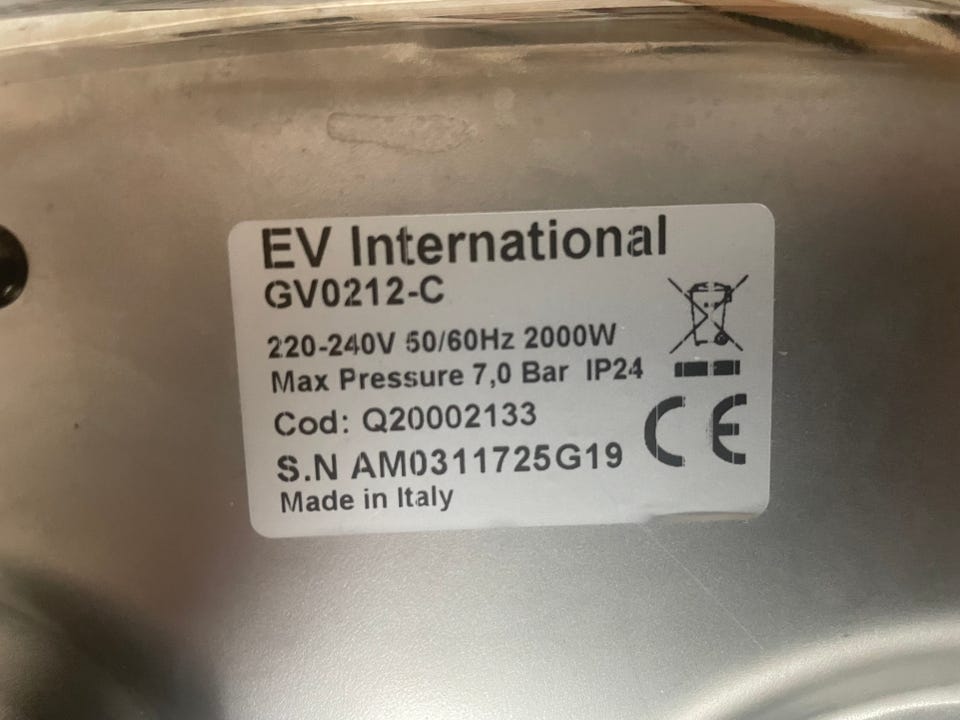 EV International
GV0212-C
220-240V 50/60Hz 2000W
Max Pressure 7,0 Bar IP24
Cod: Q20002133
S.N AM0311725G19
Made in Italy
CE